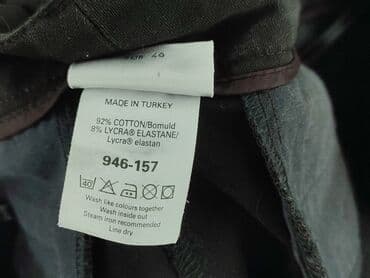 MADE IN TURKEY
92% COTTON/Bomuld
8% LYCRA® ELASTANE/
Lycra® elastan
946-157
40
Wash like colours together
Wash inside out
Steam iron recommended
Line dry